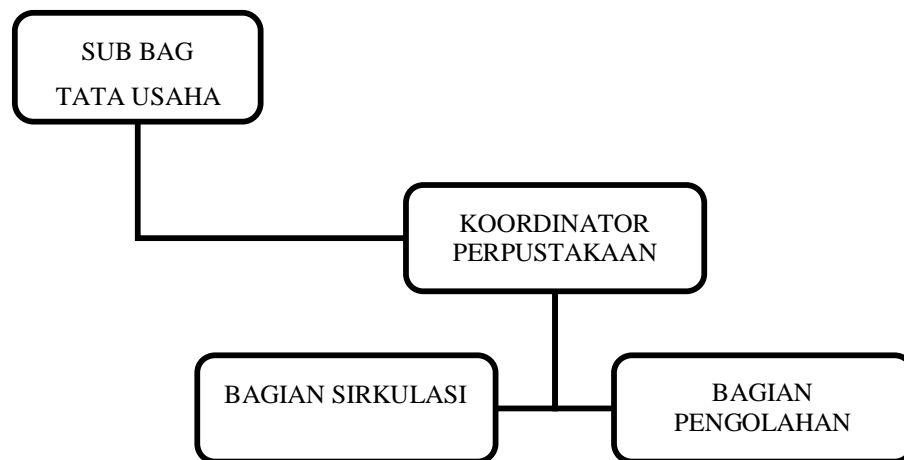 SUB BAG
TATA USAHA
KOORDINATOR
PERPUSTAKAAN
BAGIAN SIRKULASI
BAGIAN
PENGOLAHAN